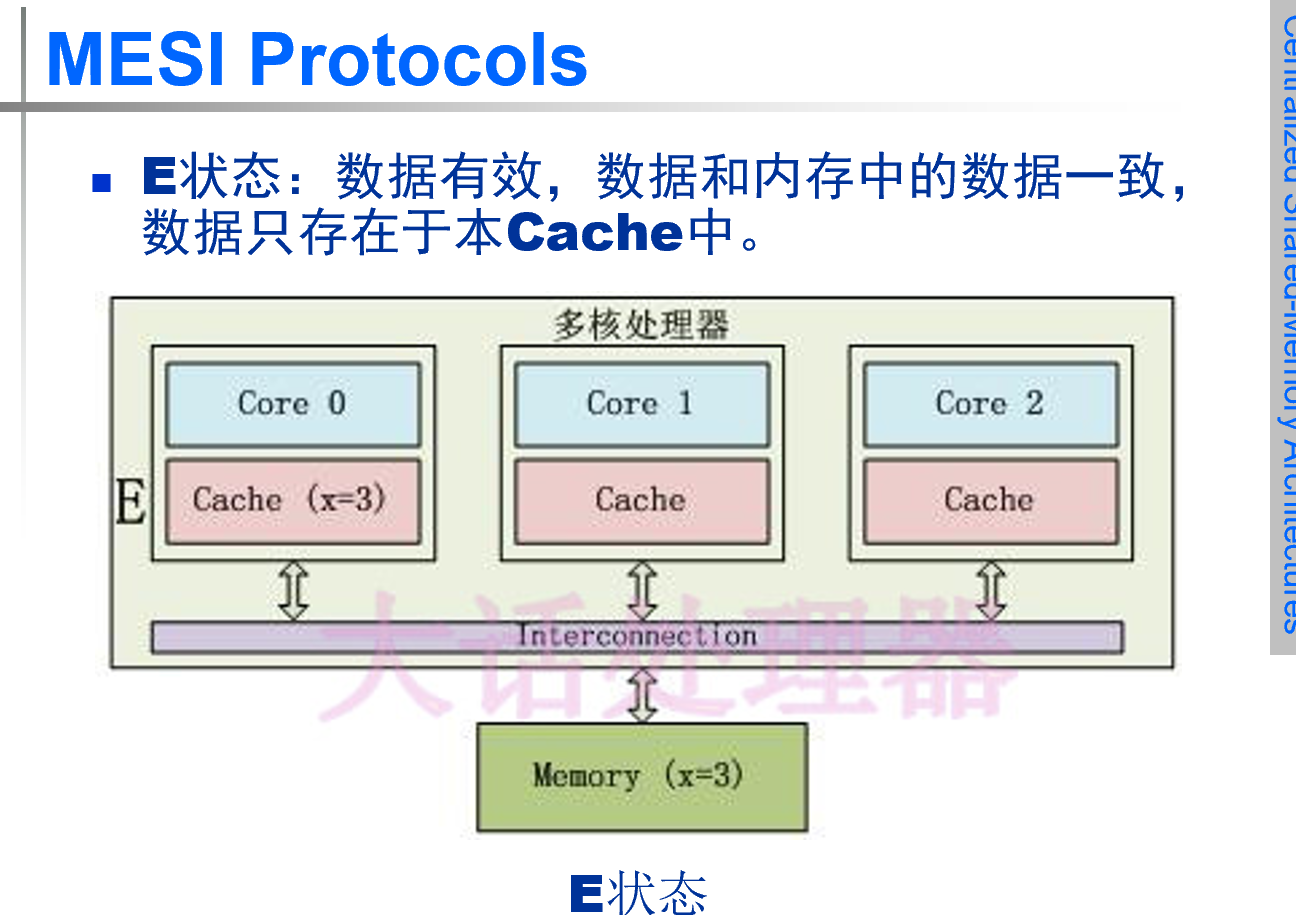 MESI Protocols
E状态：数据有效，数据和内存中的数据一致，
数据只存在于本Cache中。
多核处理器
Core 0
Core 1
Core 2
E
Cache (x=3)
Cache
Cache
Interconnection
大话处理器
Memory (x=3)
E状态
Centralized Shared-Memory Architectures